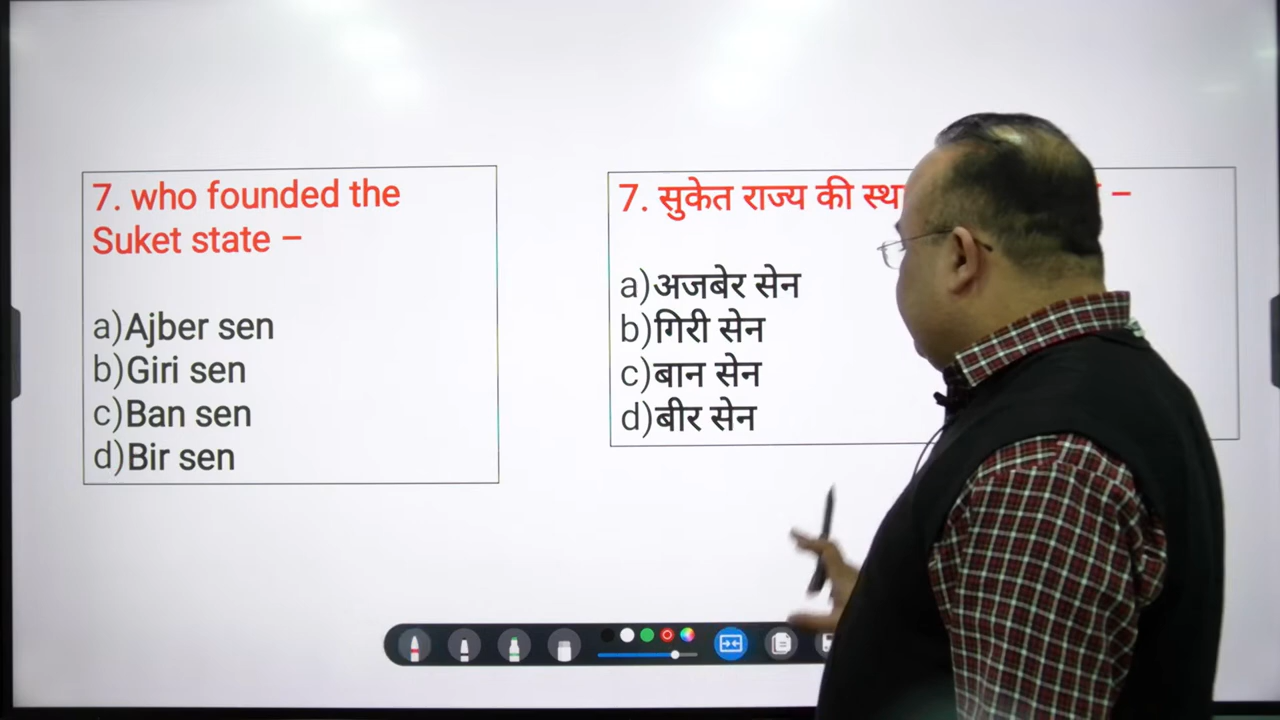 7. who founded the
Suket state –
a)Ajber sen
b)Giri sen
c)Ban sen
d)Bir sen
7. सुकेत राज्य की –
a)अजबेर सेन
b)गिरी सेन
c)बान सेन
d)बीर सेन